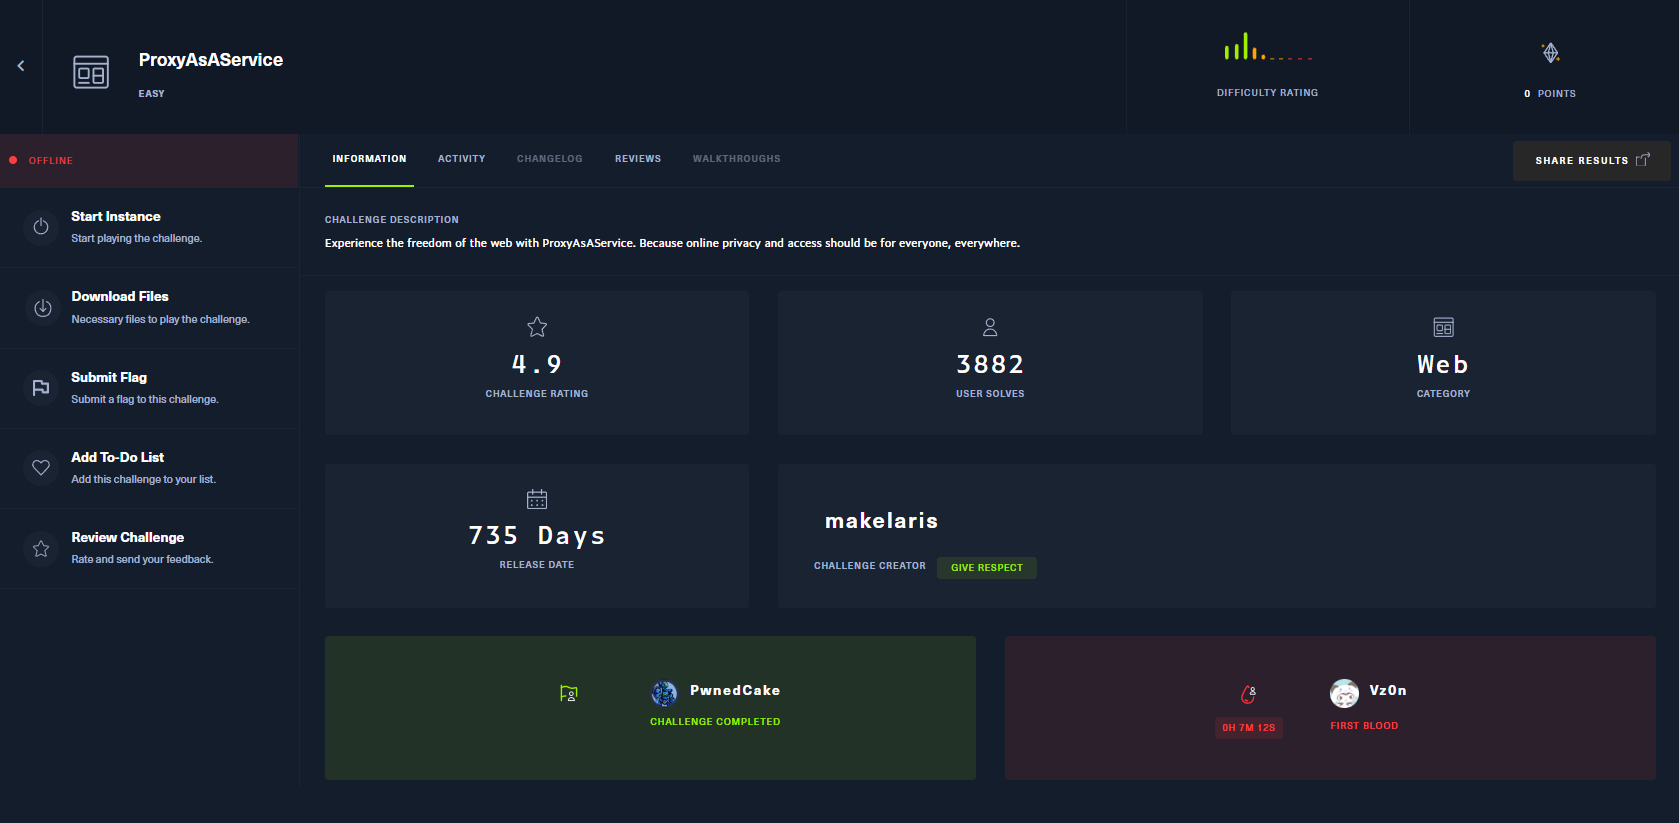 ProxyAsAService
EASY
DIFFICULTY RATING
0 POINTS
OFFLINE
INFORMATION
ACTIVITY
CHANGELOG
REVIEWS
WALKTHROUGHS
SHARE RESULTS
Start Instance
Start playing the challenge.
Download Files
Necessary files to play the challenge.
Submit Flag
Submit a flag to this challenge.
Add To-Do List
Add this challenge to your list.
Review Challenge
Rate and send your feedback.
CHALLENGE DESCRIPTION
Experience the freedom of the web with ProxyAsAService. Because online privacy and access should be for everyone, everywhere.
4.9
CHALLENGE RATING
3882
USER SOLVES
Web
CATEGORY
735 Days
RELEASE DATE
makelaris
CHALLENGE CREATOR
GIVE RESPECT
PwnedCake
CHALLENGE COMPLETED
0H 7M 12S
Vz0n
FIRST BLOOD